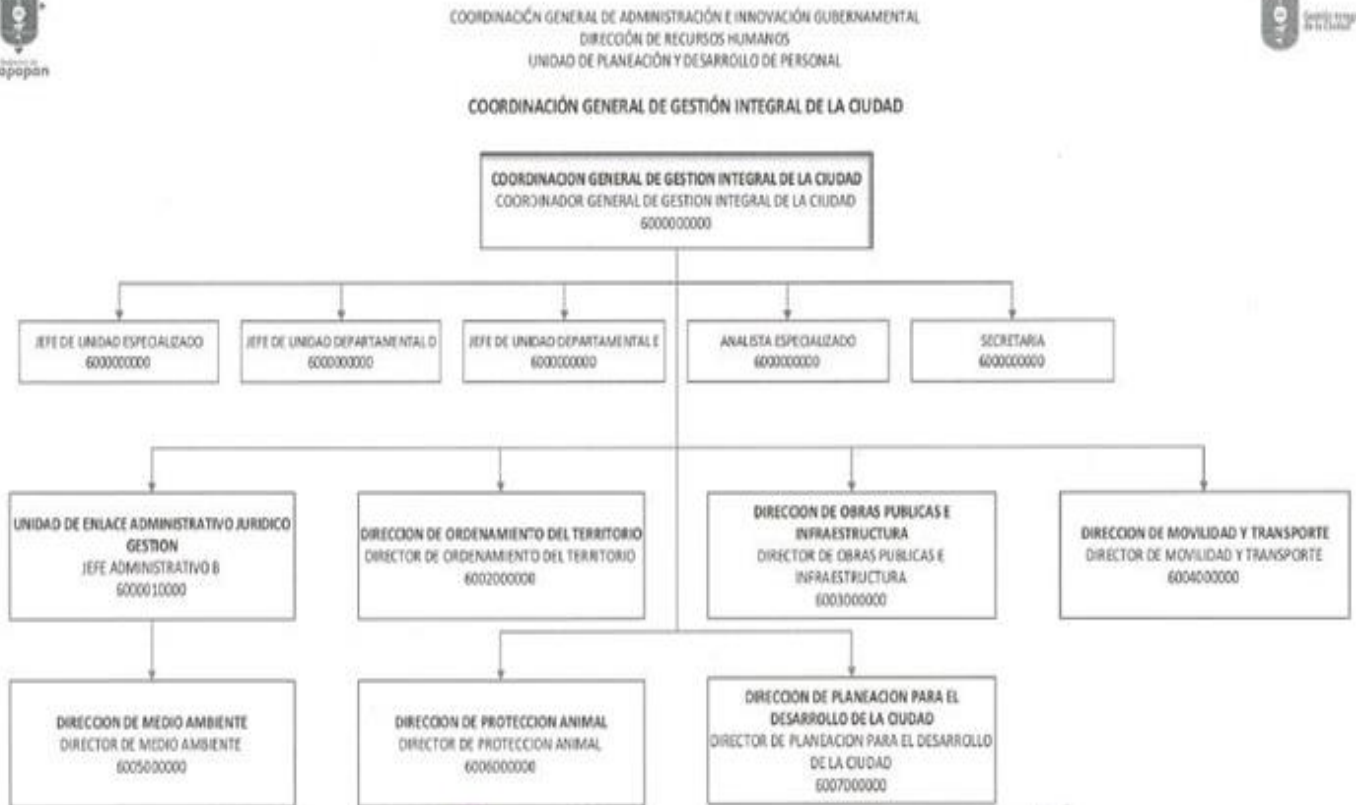 apopan
COORDINACIÓN GENERAL DE ADMINISTRACIÓN E INNOVACIÓN GUBERNAMENTAL
DIRECCIÓN DE RECURSOS HUMANOS
UNIDAD DE PLANEACIÓN Y DESARROLLO DE PERSONAL
COORDINACIÓN GENERAL DE GESTIÓN INTEGRAL DE LA CIUDAD
COORDINACION GENERAL DE GESTION INTEGRAL DE LA CIUDAD
COORDINADOR GENERAL DE GESTION INTEGRAL DE LA CIUDAD
6000000000
JEFE DE UNIDAD ESPECIALIZADO
6000000000
JEFE DE UNIDAD DEPARTAMENTAL D
6000000000
JEFE DE UNIDAD DEPARTAMENTAL E
6000000000
ANALISTA ESPECIALIZADO
6000000000
SECRETARIA
6000000000
UNIDAD DE ENLACE ADMINISTRATIVO JURIDICO
GESTION
JEFE ADMINISTRATIVO B
6000010000
DIRECCION DE ORDENAMIENTO DEL TERRITORIO
DIRECTOR DE ORDENAMIENTO DEL TERRITORIO
6002000000
DIRECCION DE OBRAS PUBLICAS E
INFRAESTRUCTURA
DIRECTOR DE OBRAS PUBLICAS E
INFRAESTRUCTURA
6003000000
DIRECCION DE MOVILIDAD Y TRANSPORTE
DIRECTOR DE MOVILIDAD Y TRANSPORTE
6004000000
DIRECCION DE MEDIO AMBIENTE
DIRECTOR DE MEDIO AMBIENTE
6005000000
DIRECCION DE PROTECCION ANIMAL
DIRECTOR DE PROTECCION ANIMAL
6006000000
DIRECCION DE PLANEACION PARA EL
DESARROLLO DE LA CIUDAD
DIRECTOR DE PLANEACION PARA EL DESARROLLO
DE LA CIUDAD
6007000000